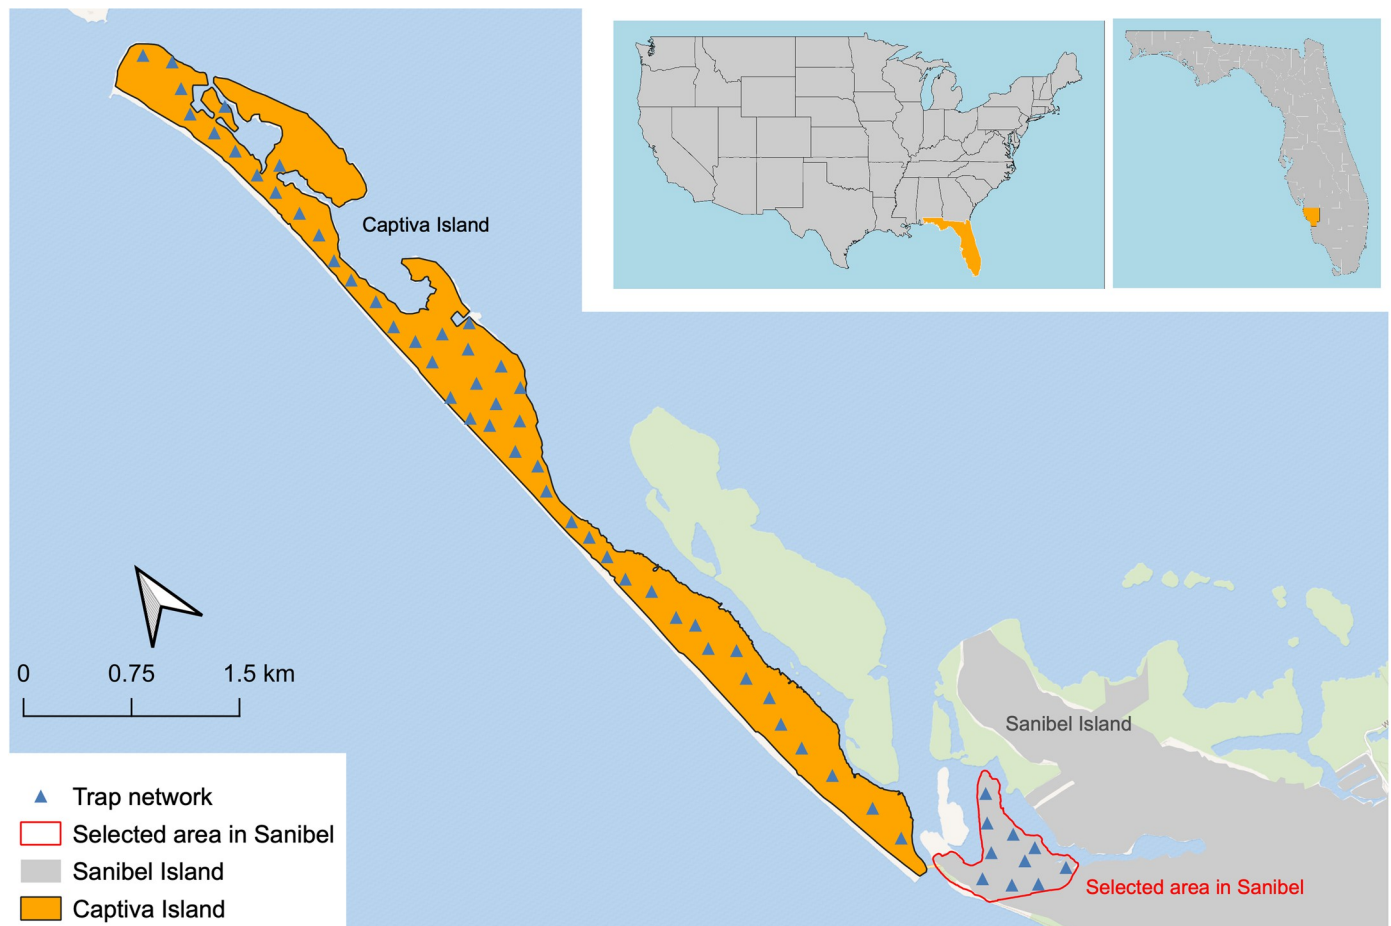 Captiva Island
0 0.75 1.5 km
Sanibel Island
Trap network
Selected area in Sanibel
Sanibel Island
Captiva Island
Selected area in Sanibel